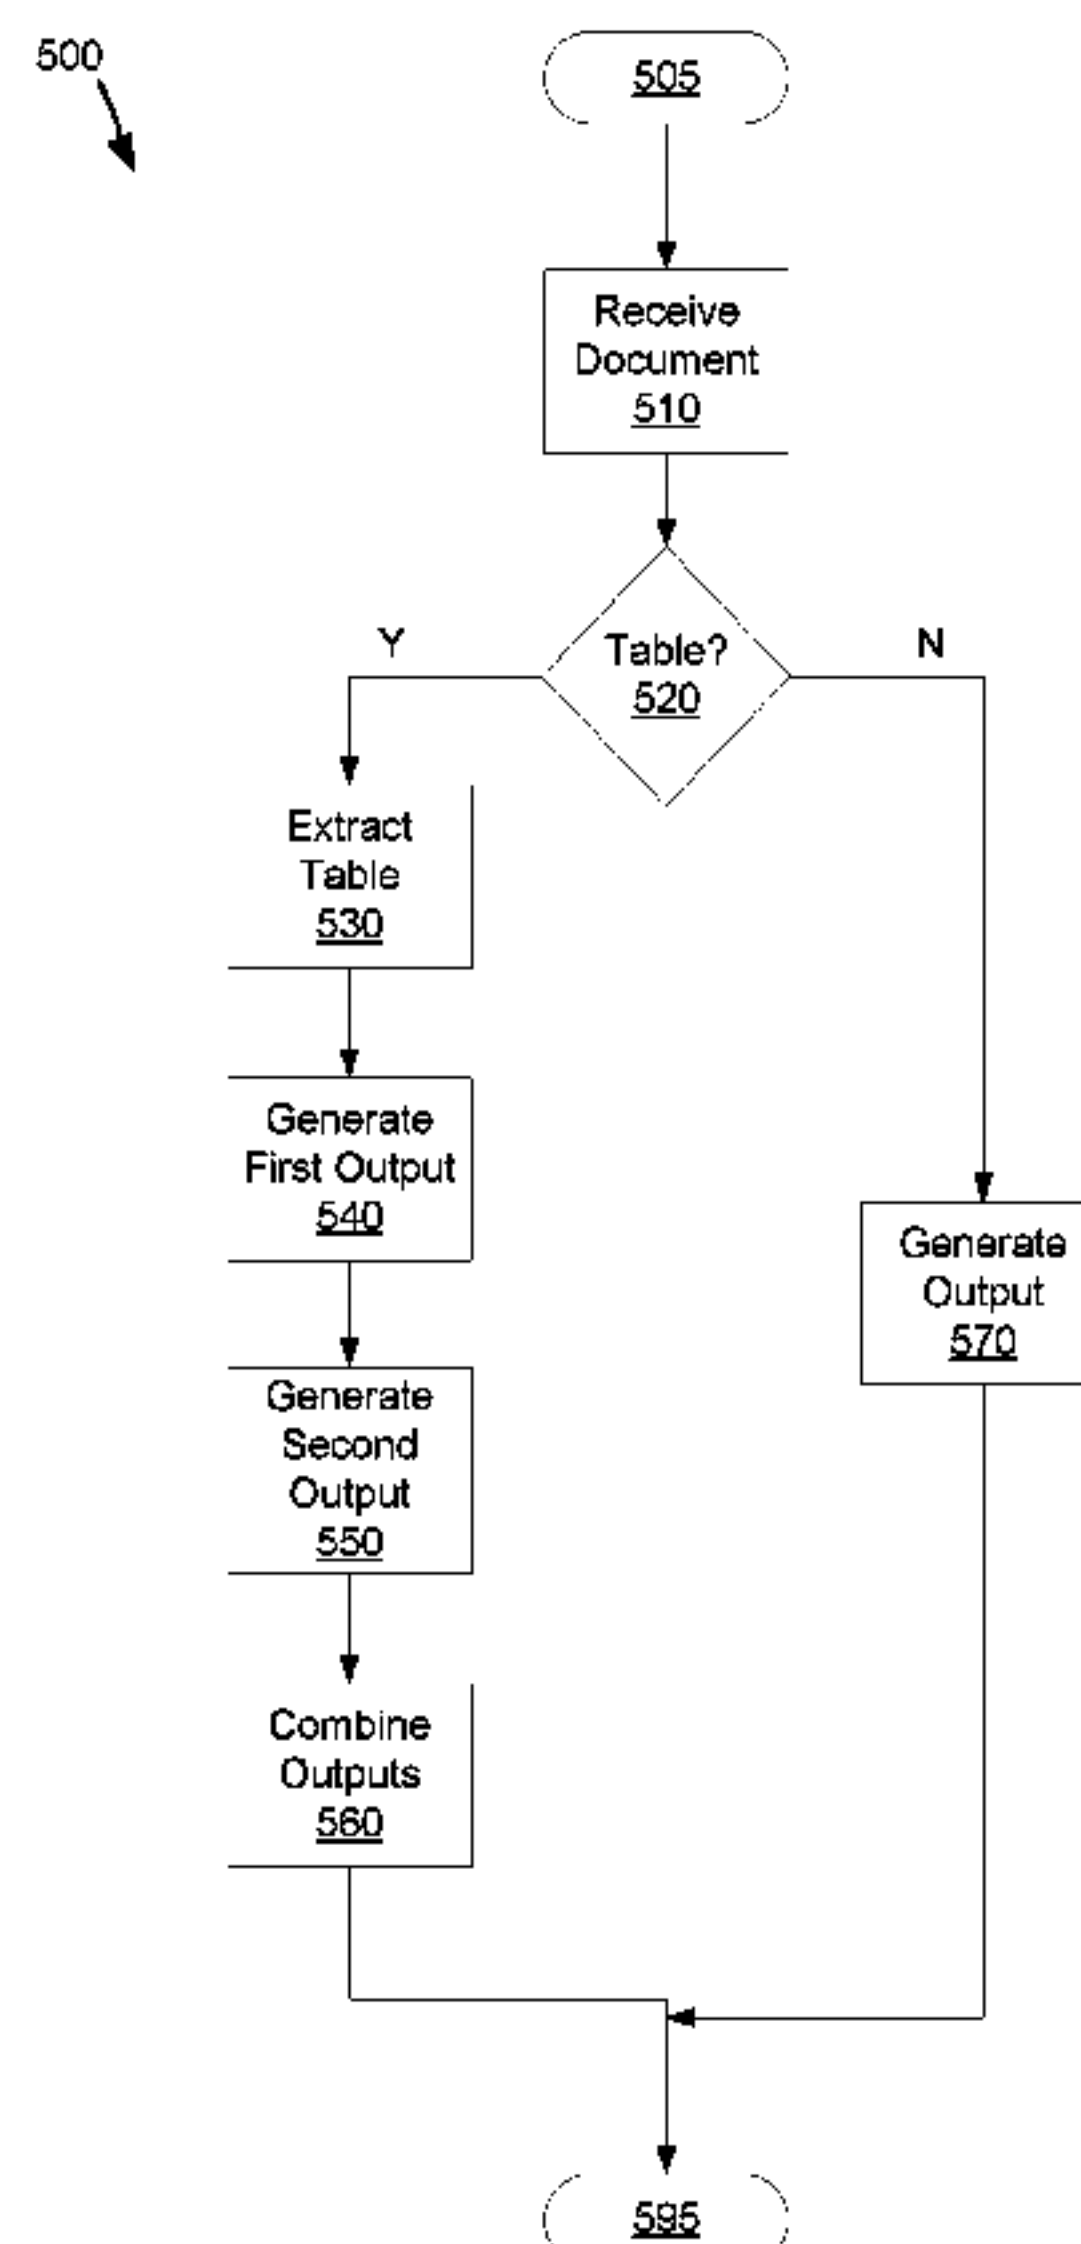 500
505
Receive
Document
510
Table?
520
Y
N
Extract
Table
530
Generate
First Output
540
Generate
Second
Output
550
Combine
Outputs
560
Generate
Output
570
595